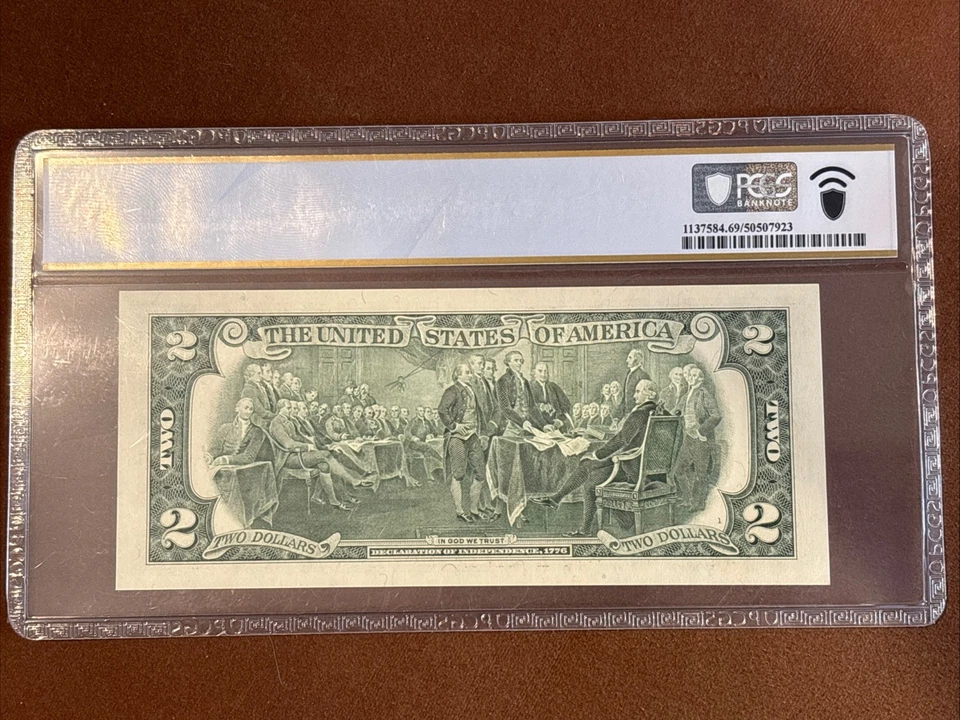 PCGS
BANKNOTE
1137584.69/50507923
THE UNITED STATES OF AMERICA
2
2
TWO
TWO
2
2
1
TWO DOLLARS
IN GOD WE TRUST
TWO DOLLARS
DECLARATION OF INDEPENDENCE, 1776